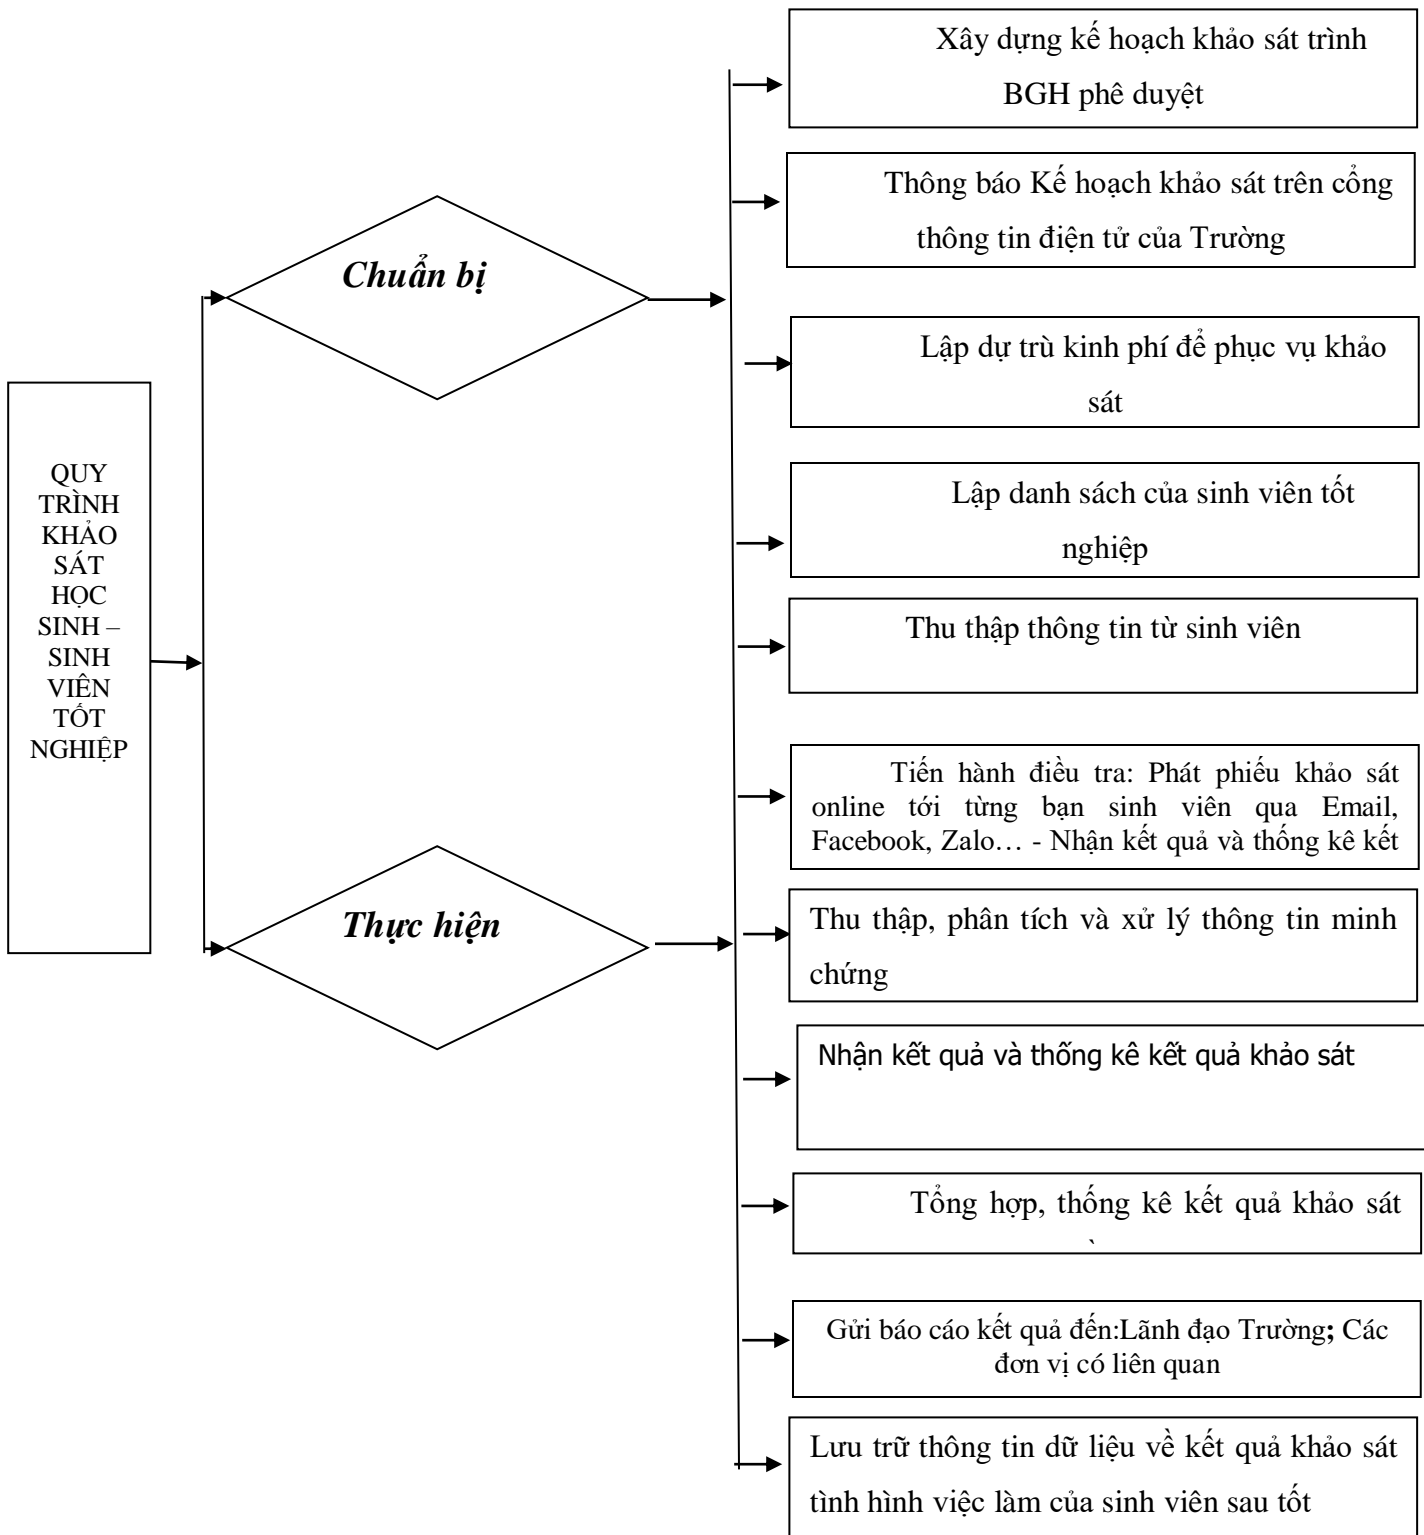 QUY
TRÌNH
KHẢO
SÁT
HỌC
SINH –
SINH
VIÊN
TỐT
NGHIỆP
Chuẩn bị
Thực hiện
Xây dựng kế hoạch khảo sát trình
BGH phê duyệt
Thông báo Kế hoạch khảo sát trên cổng
thông tin điện tử của Trường
Lập dự trù kinh phí để phục vụ khảo
sát
Lập danh sách của sinh viên tốt
nghiệp
Thu thập thông tin từ sinh viên
Tiến hành điều tra: Phát phiếu khảo sát
online tới từng bạn sinh viên qua Email,
Facebook, Zalo… - Nhận kết quả và thống kê kết
Thu thập, phân tích và xử lý thông tin minh
chứng
Nhận kết quả và thống kê kết quả khảo sát
Tổng hợp, thống kê kết quả khảo sát
Gửi báo cáo kết quả đến:Lãnh đạo Trường; Các
đơn vị có liên quan
Lưu trữ thông tin dữ liệu về kết quả khảo sát
tình hình việc làm của sinh viên sau tốt